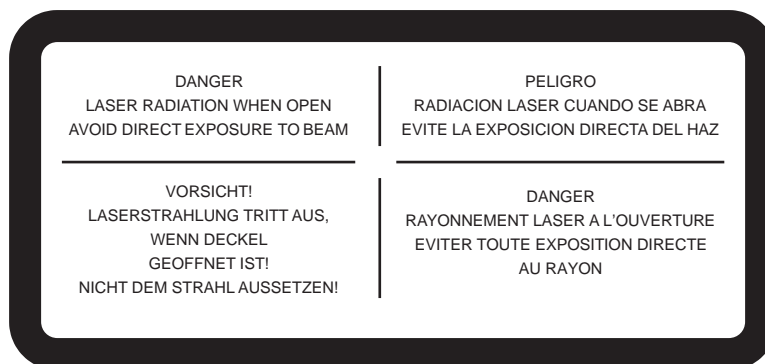 DANGER
LASER RADIATION WHEN OPEN
AVOID DIRECT EXPOSURE TO BEAM
PELIGRO
RADIACION LASER CUANDO SE ABRA
EVITE LA EXPOSICION DIRECTA DEL HAZ
VORSICHT!
LASERSTRAHLUNG TRITT AUS,
WENN DECKEL
GEOFFNET IST!
NICHT DEM STRAHL AUSSETZEN!
DANGER
RAYONNEMENT LASER A L'OUVERTURE
EVITER TOUTE EXPOSITION DIRECTE
AU RAYON